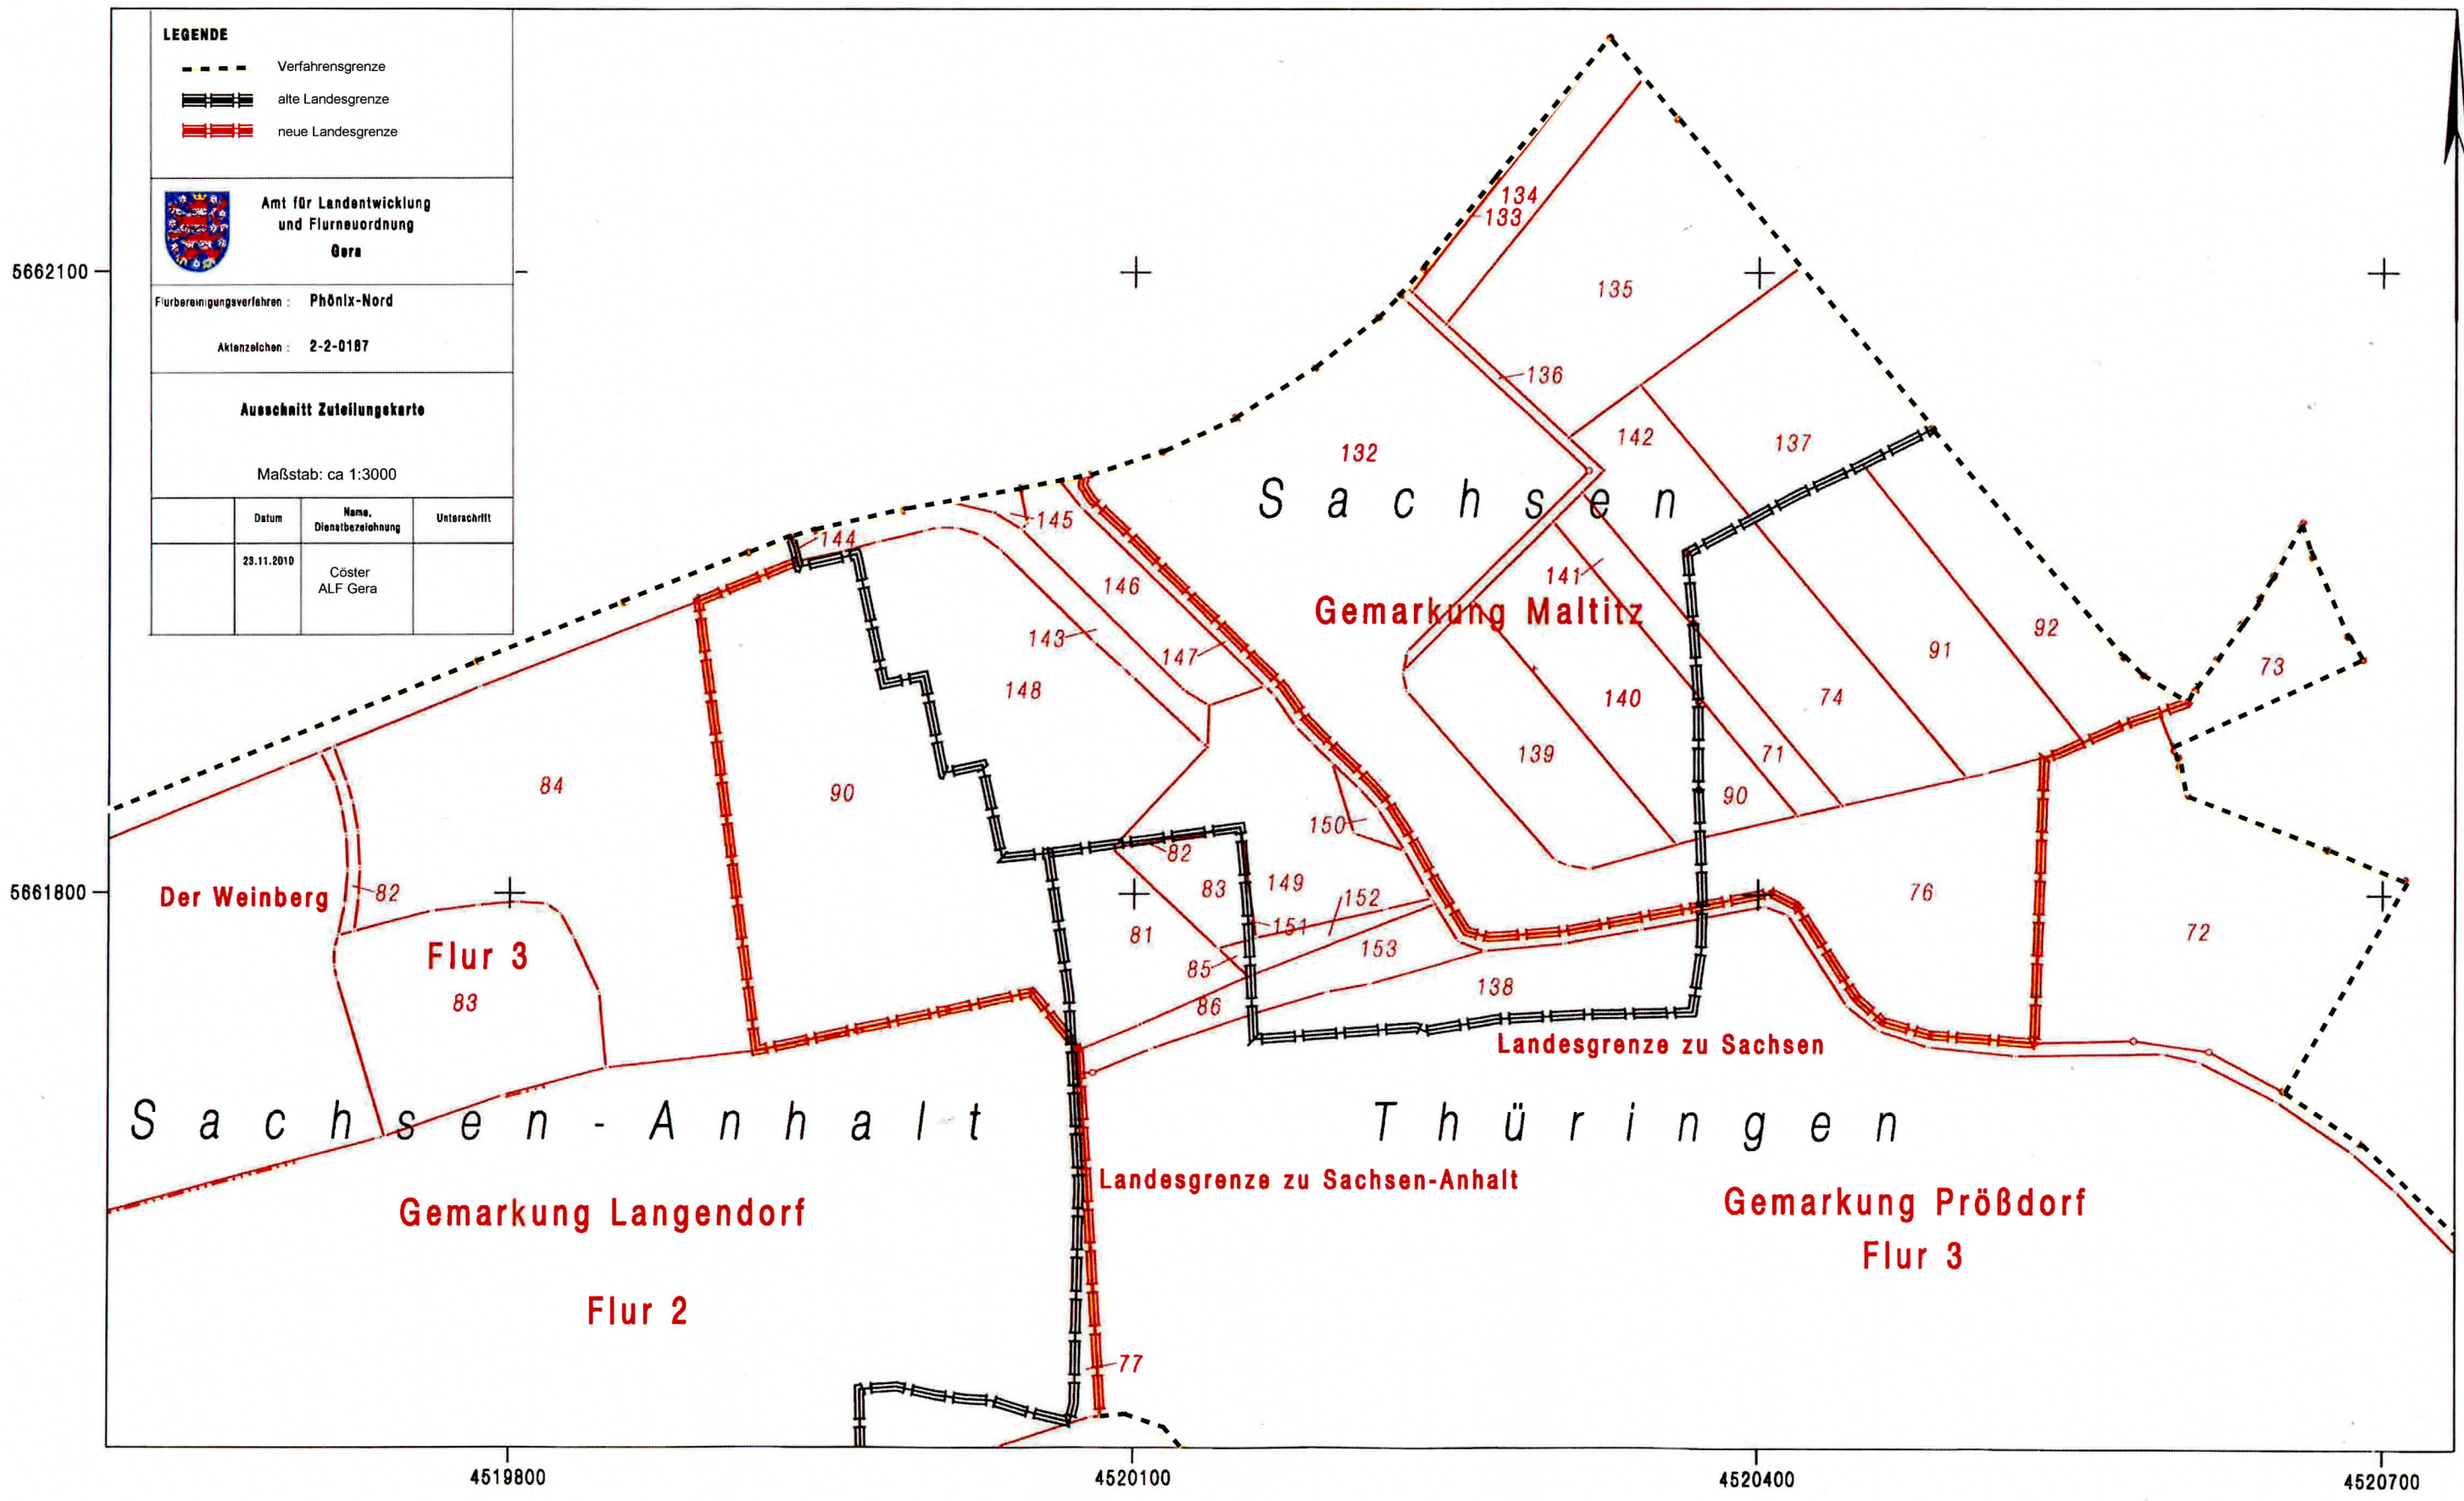 LEGENDE
Verfahrensgrenze
alte Landesgrenze
neue Landesgrenze
Amt für Landentwicklung
und Flurneuordnung
Gera
Flurbereinigungsverfahren : Phönix-Nord
Aktenzeichen : 2-2-0187
Ausschnitt Zuteilungskarte
Maßstab: ca 1:3000
Datum
Name,
Dienstbezeichnung
Unterschrift
23.11.2010
Cöster
ALF Gera
5662100
5661800
134
133
135
136
142
137
132
Sachsen
145
144
146
141
Gemarkung Maltitz
143
147
148
140
91
92
73
74
139
71
90
84
90
150
82
83
149
152
151
76
Der Weinberg
82
Flur 3
83
81
85
153
86
138
72
Landesgrenze zu Sachsen
Sachsen-Anhalt
Thüringen
Landesgrenze zu Sachsen-Anhalt
Gemarkung Langendorf
Gemarkung Prößdorf
Flur 3
Flur 2
77
4519800
4520100
4520400
4520700